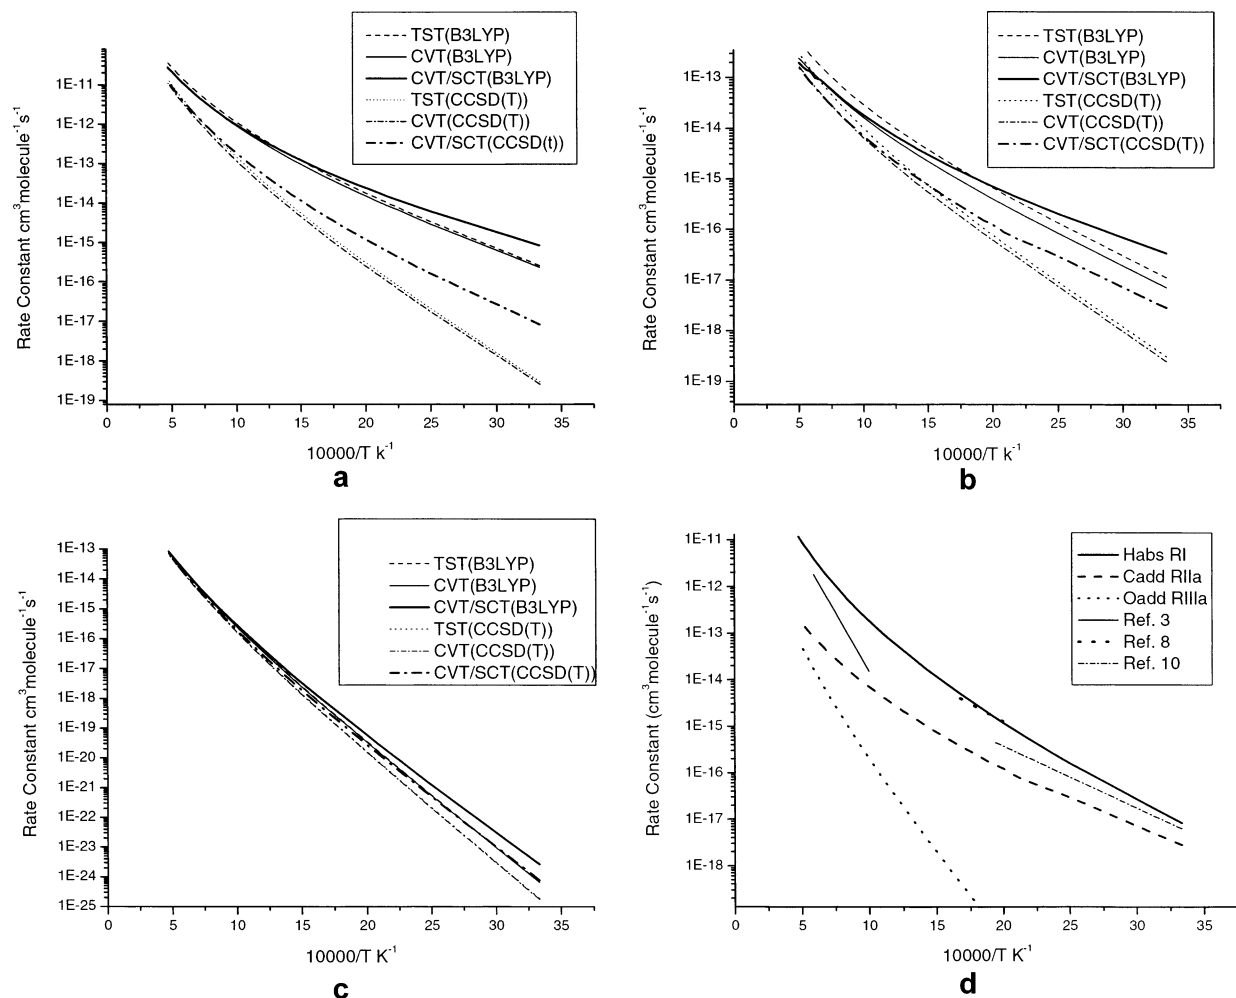 TST(B3LYP)
CVT(B3LYP)
CVT/SCT(B3LYP)
TST(CCSD(T))
CVT(CCSD(T))
CVT/SCT(CCSD(t))
Rate Constant cm³molecule⁻¹s⁻¹
1E-11
1E-12
1E-13
1E-14
1E-15
1E-16
1E-17
1E-18
1E-19
0 5 10 15 20 25 30 35
10000/T k⁻¹
a
TST(B3LYP)
CVT(B3LYP)
CVT/SCT(B3LYP)
TST(CCSD(T))
CVT(CCSD(T))
CVT/SCT(CCSD(T))
Rate Constant cm³molecule⁻¹s⁻¹
1E-13
1E-14
1E-15
1E-16
1E-17
1E-18
1E-19
0 5 10 15 20 25 30 35
10000/T K⁻¹
b
TST(B3LYP)
CVT(B3LYP)
CVT/SCT(B3LYP)
TST(CCSD(T))
CVT(CCSD(T))
CVT/SCT(CCSD(T))
Rate Constant cm³molecule⁻¹s⁻¹
1E-13
1E-14
1E-15
1E-16
1E-17
1E-18
1E-19
1E-20
1E-21
1E-22
1E-23
1E-24
1E-25
0 5 10 15 20 25 30 35
10000/T K⁻¹
c
Habs RI
Cadd RIIa
Oadd RIIIa
Ref. 3
Ref. 8
Ref. 10
Rate Constant (cm³molecule⁻¹s⁻¹)
1E-11
1E-12
1E-13
1E-14
1E-15
1E-16
1E-17
1E-18
0 5 10 15 20 25 30 35
10000/T K⁻¹
d